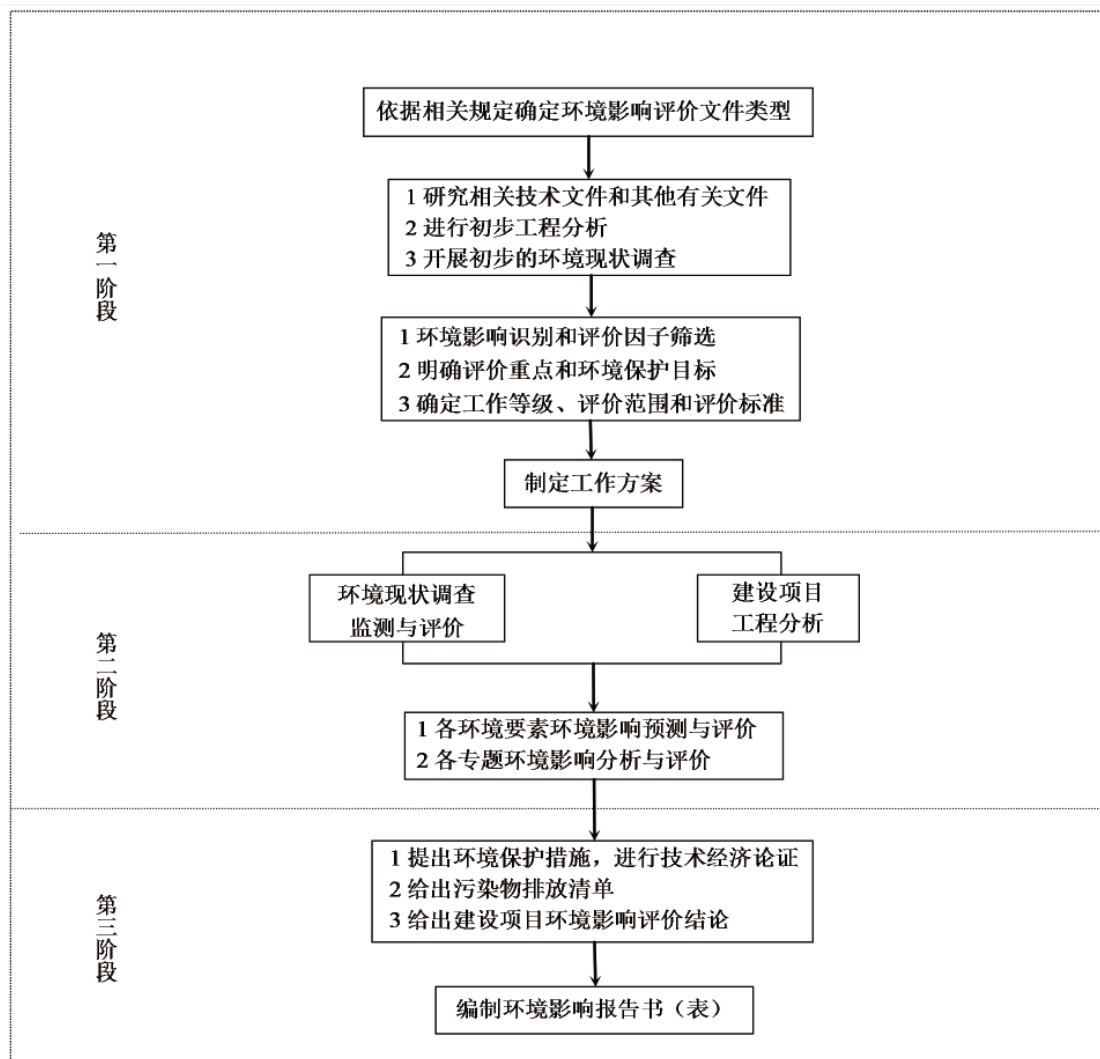 依据相关规定确定环境影响评价文件类型
1 研究相关技术文件和其他有关文件
2 进行初步工程分析
3 开展初步的环境现状调查
第一阶段
1 环境影响识别和评价因子筛选
2 明确评价重点和环境保护目标
3 确定工作等级、评价范围和评价标准
制定工作方案
环境现状调查
监测与评价
建设项目
工程分析
第二阶段
1 各环境要素环境影响预测与评价
2 各专题环境影响分析与评价
1 提出环境保护措施，进行技术经济论证
2 给出污染物排放清单
3 给出建设项目环境影响评价结论
第三阶段
编制环境影响报告书（表）